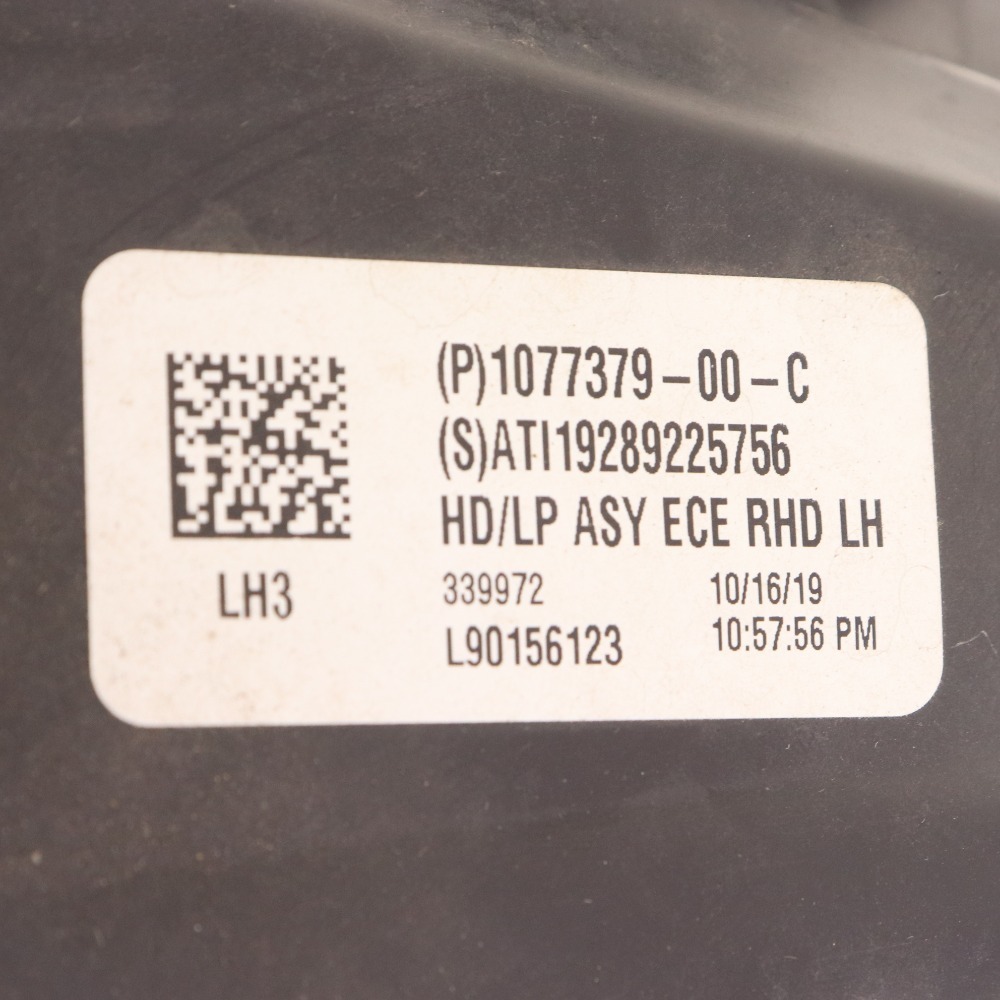 (P)1077379-00-C
(S)ATI19289225756
HD/LP ASY ECE RHD LH
LH3
339972 10/16/19
L90156123 10:57:56 PM